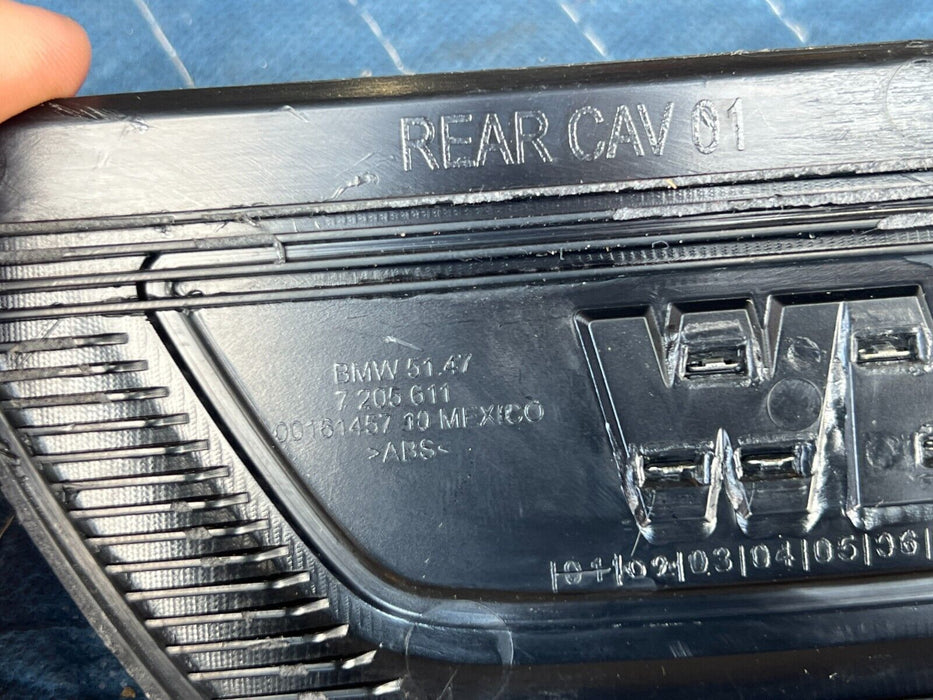 REAR CAV 01
BMW 51.47
7 205 611
00161457 10 MEXICO
>ABS<
|01|02|03|04|05|06|